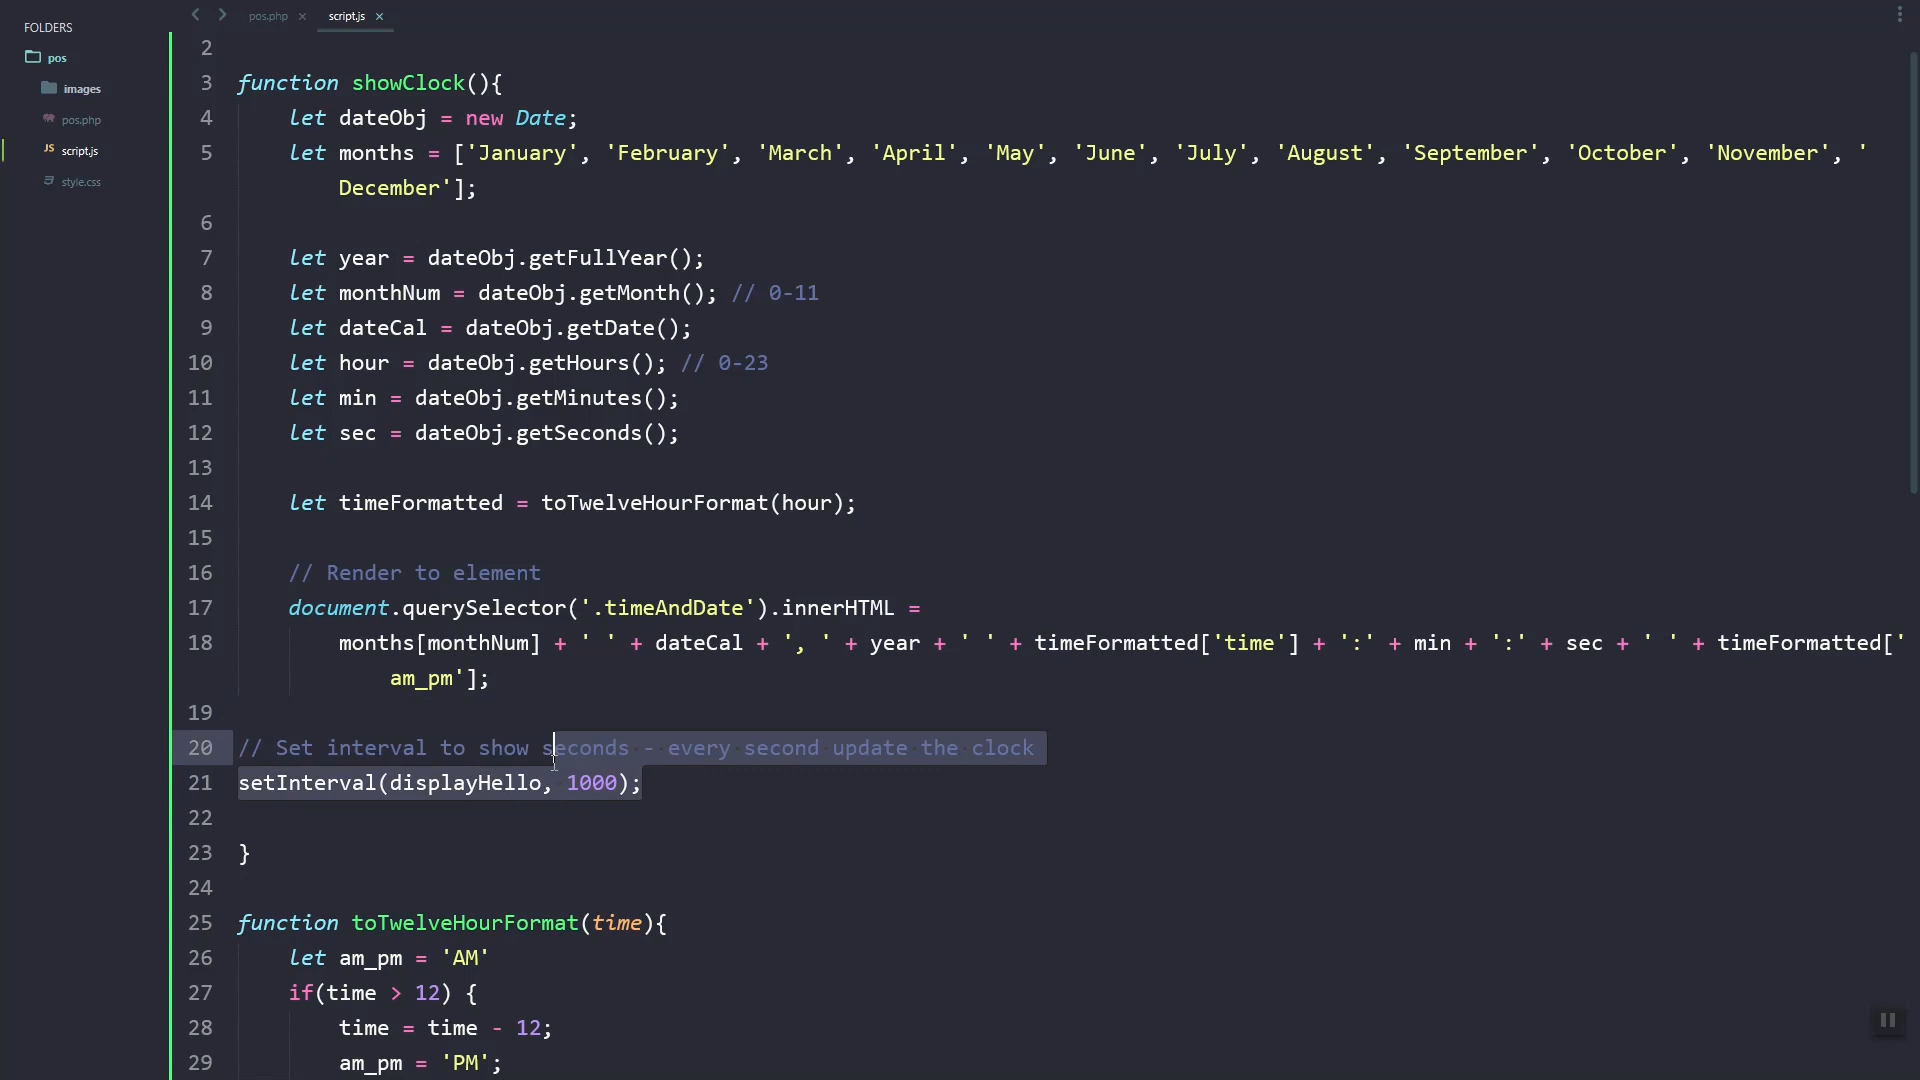 FOLDERS
pos
images
pos.php
JS script.js
style.css
pos.php ×
script.js ×
2
3 function showClock(){
4 let dateObj = new Date;
5 let months = ['January', 'February', 'March', 'April', 'May', 'June', 'July', 'August', 'September', 'October', 'November', '
December'];
6
7 let year = dateObj.getFullYear();
8 let monthNum = dateObj.getMonth(); // 0-11
9 let dateCal = dateObj.getDate();
10 let hour = dateObj.getHours(); // 0-23
11 let min = dateObj.getMinutes();
12 let sec = dateObj.getSeconds();
13
14 let timeFormatted = toTwelveHourFormat(hour);
15
16 // Render to element
17 document.querySelector('.timeAndDate').innerHTML =
18 months[monthNum] + ' ' + dateCal + ', ' + year + ' ' + timeFormatted['time'] + ':' + min + ':' + sec + ' ' + timeFormatted['
am_pm'];
19
20 // Set interval to show seconds - every second update the clock
21 setInterval(displayHello, 1000);
22
23 }
24
25 function toTwelveHourFormat(time){
26 let am_pm = 'AM'
27 if(time > 12) {
28 time = time - 12;
29 am_pm = 'PM';